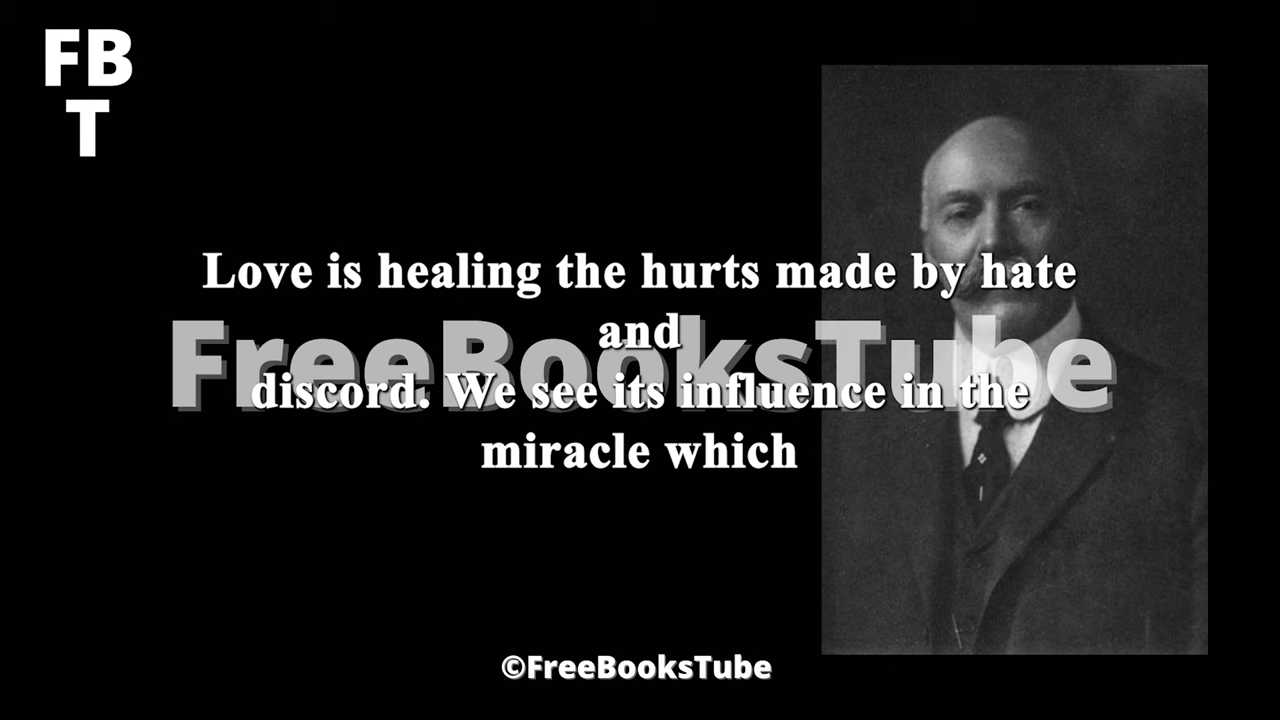 FB
T
Love is healing the hurts made by hate
and
FreeBooksTube
discord. We see its influence in the
miracle which
©FreeBooksTube